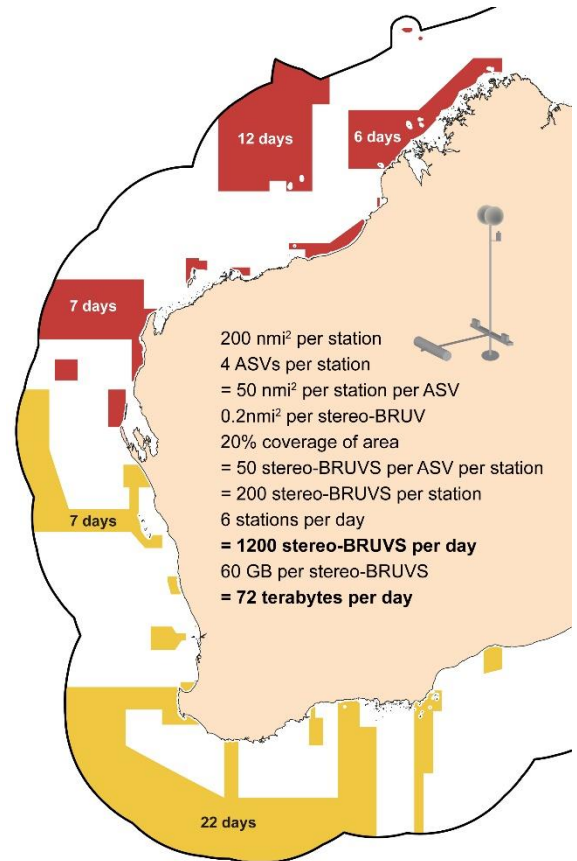 12 days
6 days
7 days
200 nmi² per station
4 ASVs per station
= 50 nmi² per station per ASV
0.2nmi² per stereo-BRUV
20% coverage of area
= 50 stereo-BRUVS per ASV per station
= 200 stereo-BRUVS per station
6 stations per day
= 1200 stereo-BRUVS per day
60 GB per stereo-BRUVS
= 72 terabytes per day
7 days
22 days